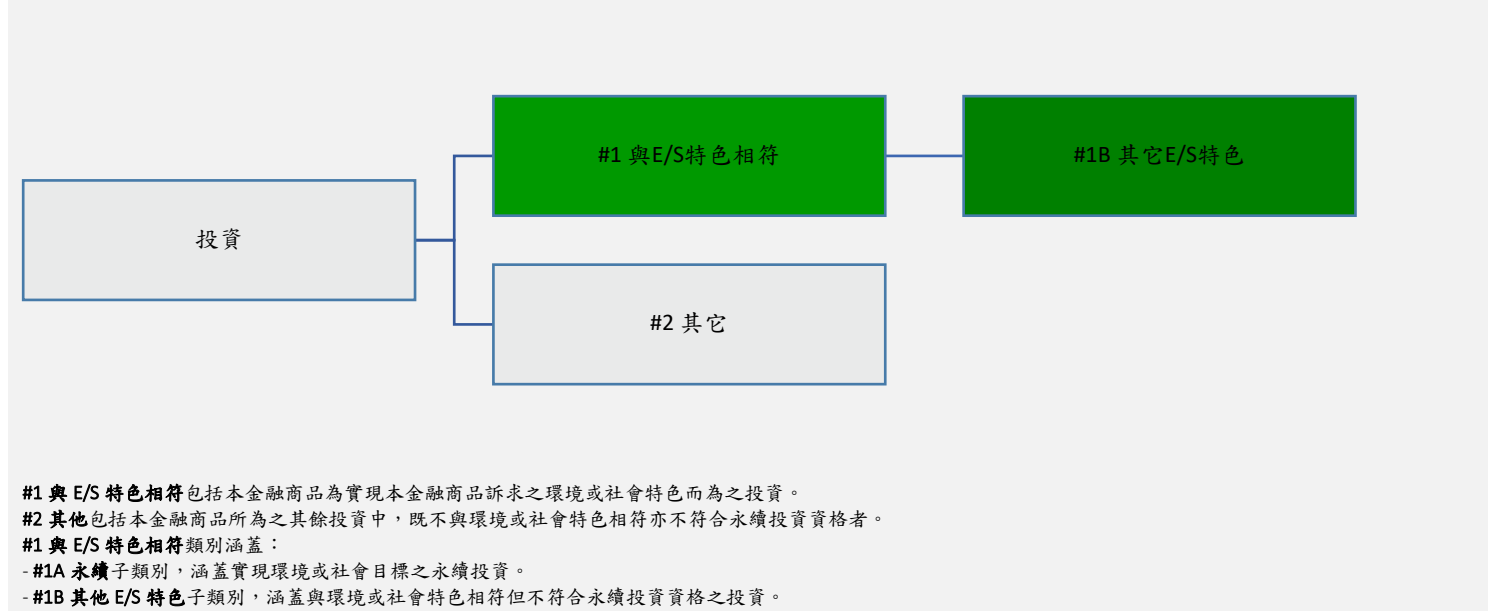 #1 與E/S特色相符
#1B 其它E/S特色
投資
#2 其它
#1 與 E/S 特色相符包括本金融商品為實現本金融商品訴求之環境或社會特色而為之投資。
#2 其他包括本金融商品所為之其餘投資中，既不與環境或社會特色相符亦不符合永續投資資格者。
#1 與 E/S 特色相符類別涵蓋：
- #1A 永續子類別，涵蓋實現環境或社會目標之永續投資。
- #1B 其他 E/S 特色子類別，涵蓋與環境或社會特色相符但不符合永續投資資格之投資。